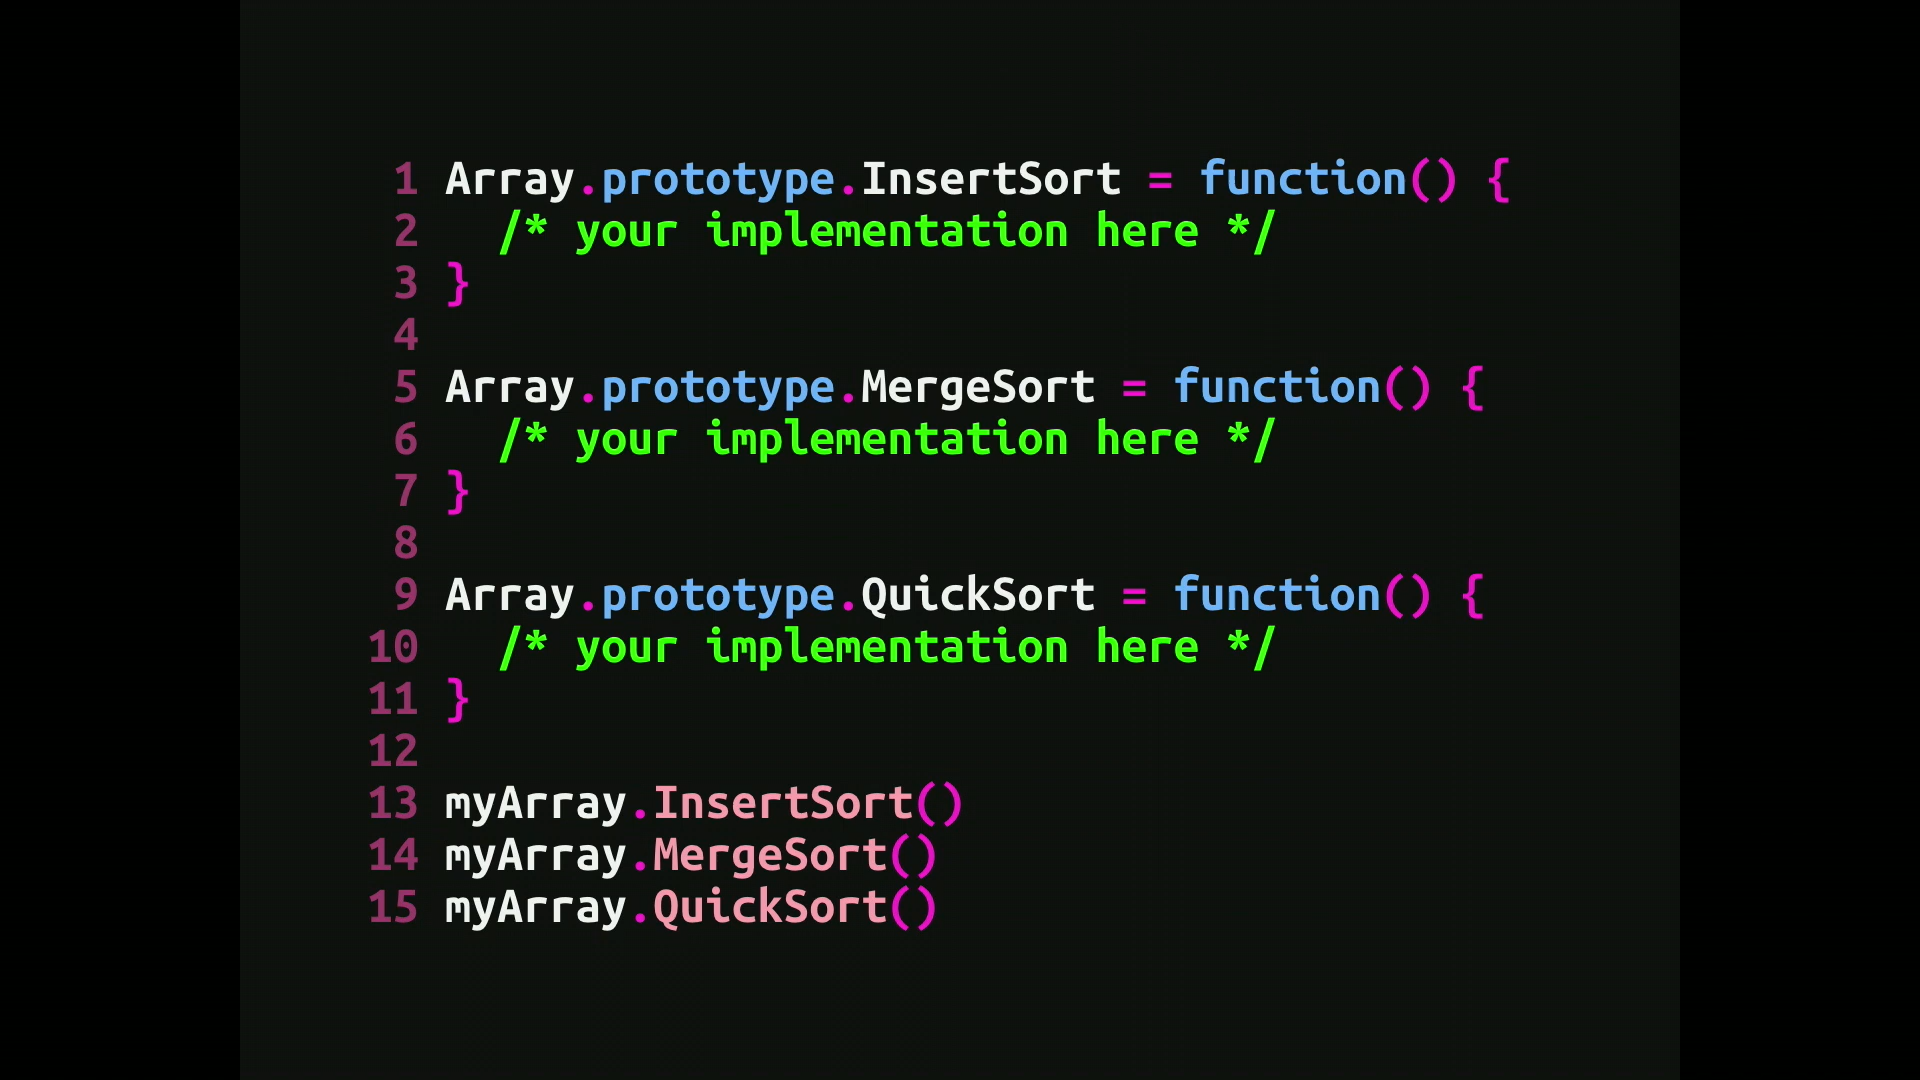 1 Array.prototype.InsertSort = function() {
2   /* your implementation here */
3 }
4
5 Array.prototype.MergeSort = function() {
6   /* your implementation here */
7 }
8
9 Array.prototype.QuickSort = function() {
10   /* your implementation here */
11 }
12
13 myArray.InsertSort()
14 myArray.MergeSort()
15 myArray.QuickSort()